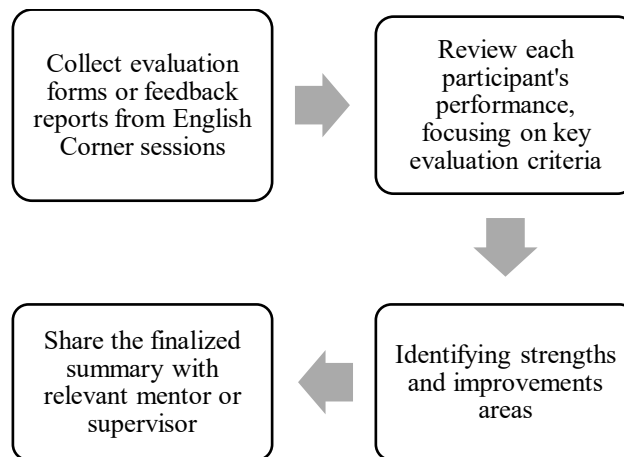 Collect evaluation
forms or feedback
reports from English
Corner sessions
Review each
participant's
performance,
focusing on key
evaluation criteria
Identifying strengths
and improvements
areas
Share the finalized
summary with
relevant mentor or
supervisor